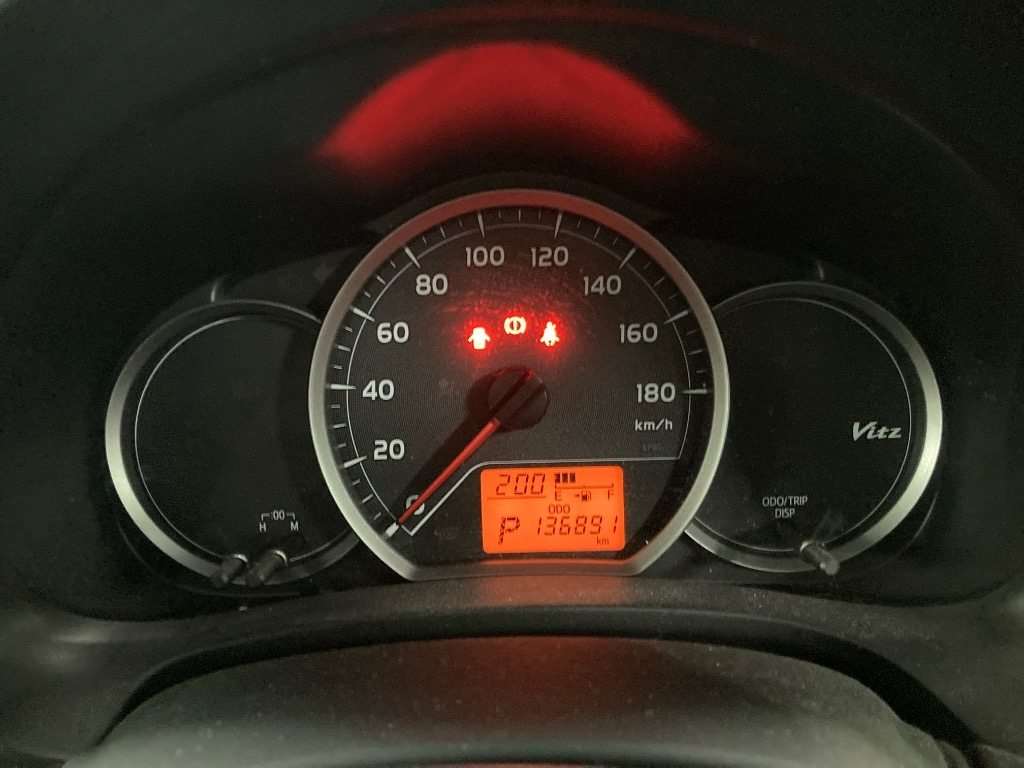 100 120
80 140
60 160
40 180
km/h
20
0
Vitz
200
E F
ODO
P 136891
km
:00
H M
ODO/TRIP
DISP